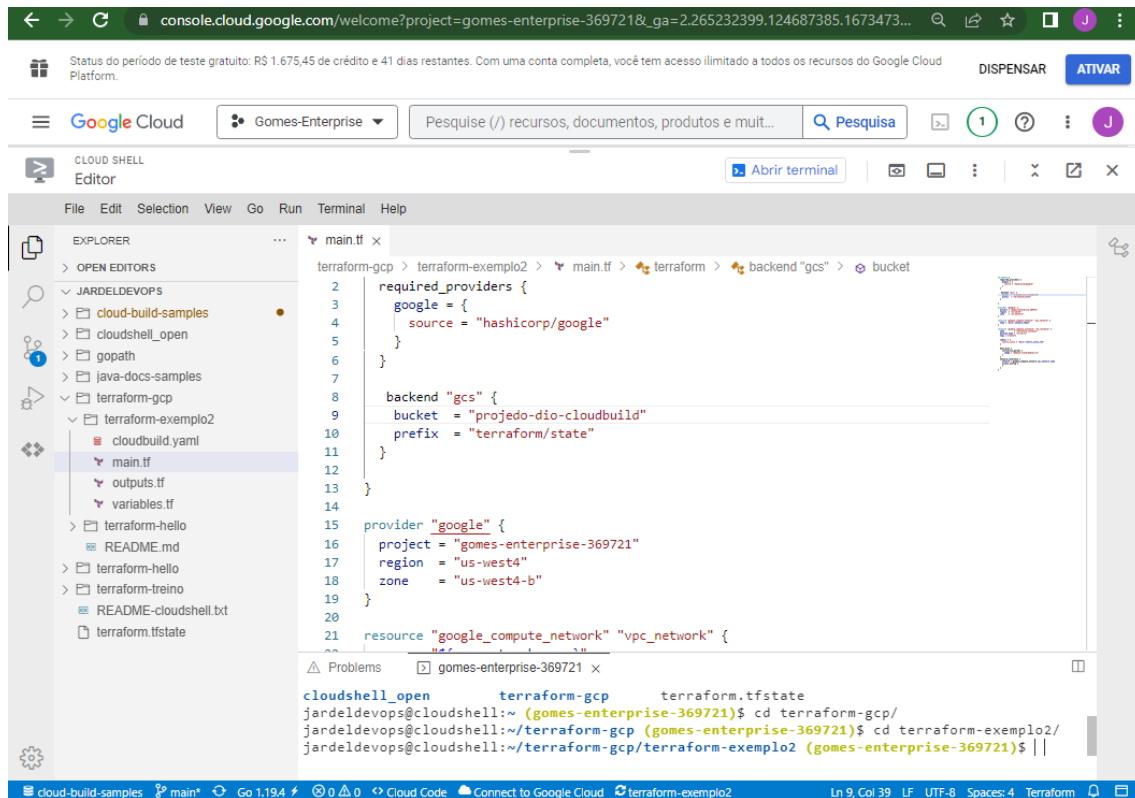 console.cloud.google.com/welcome?project=gomes-enterprise-369721&_ga=2.265232399.124687385.1673473...
J
Status do período de teste gratuito: R$ 1.675,45 de crédito e 41 dias restantes. Com uma conta completa, você tem acesso ilimitado a todos os recursos do Google Cloud
Platform.
DISPENSAR
ATIVAR
Google Cloud
Gomes-Enterprise
Pesquise (/) recursos, documentos, produtos e muit...
Pesquisa
1
J
CLOUD SHELL
Editor
Abrir terminal
File Edit Selection View Go Run Terminal Help
EXPLORER
OPEN EDITORS
JARDELDEVOPS
cloud-build-samples
cloudshell_open
gopath
java-docs-samples
terraform-gcp
terraform-exemplo2
cloudbuild.yaml
main.tf
outputs.tf
variables.tf
terraform-hello
README.md
terraform-hello
terraform-treino
README-cloudshell.txt
terraform.tfstate
1
main.tf
terraform-gcp > terraform-exemplo2 > main.tf > terraform > backend "gcs" > bucket
2 required_providers {
3 google = {
4 source = "hashicorp/google"
5 }
6 }
7
8 backend "gcs" {
9 bucket = "projedo-dio-cloudbuild"
10 prefix = "terraform/state"
11 }
12
13 }
14
15 provider "google" {
16 project = "gomes-enterprise-369721"
17 region = "us-west4"
18 zone = "us-west4-b"
19 }
20
21 resource "google_compute_network" "vpc_network" {
Problems
gomes-enterprise-369721
cloudshell_open terraform-gcp terraform.tfstate
jardeldevops@cloudshell:~ (gomes-enterprise-369721)$ cd terraform-gcp/
jardeldevops@cloudshell:~/terraform-gcp (gomes-enterprise-369721)$ cd terraform-exemplo2/
jardeldevops@cloudshell:~/terraform-gcp/terraform-exemplo2 (gomes-enterprise-369721)$
cloud-build-samples main* Go 1.19.4 0 0 Cloud Code Connect to Google Cloud terraform-exemplo2 Ln 9, Col 39 LF UTF-8 Spaces: 4 Terraform